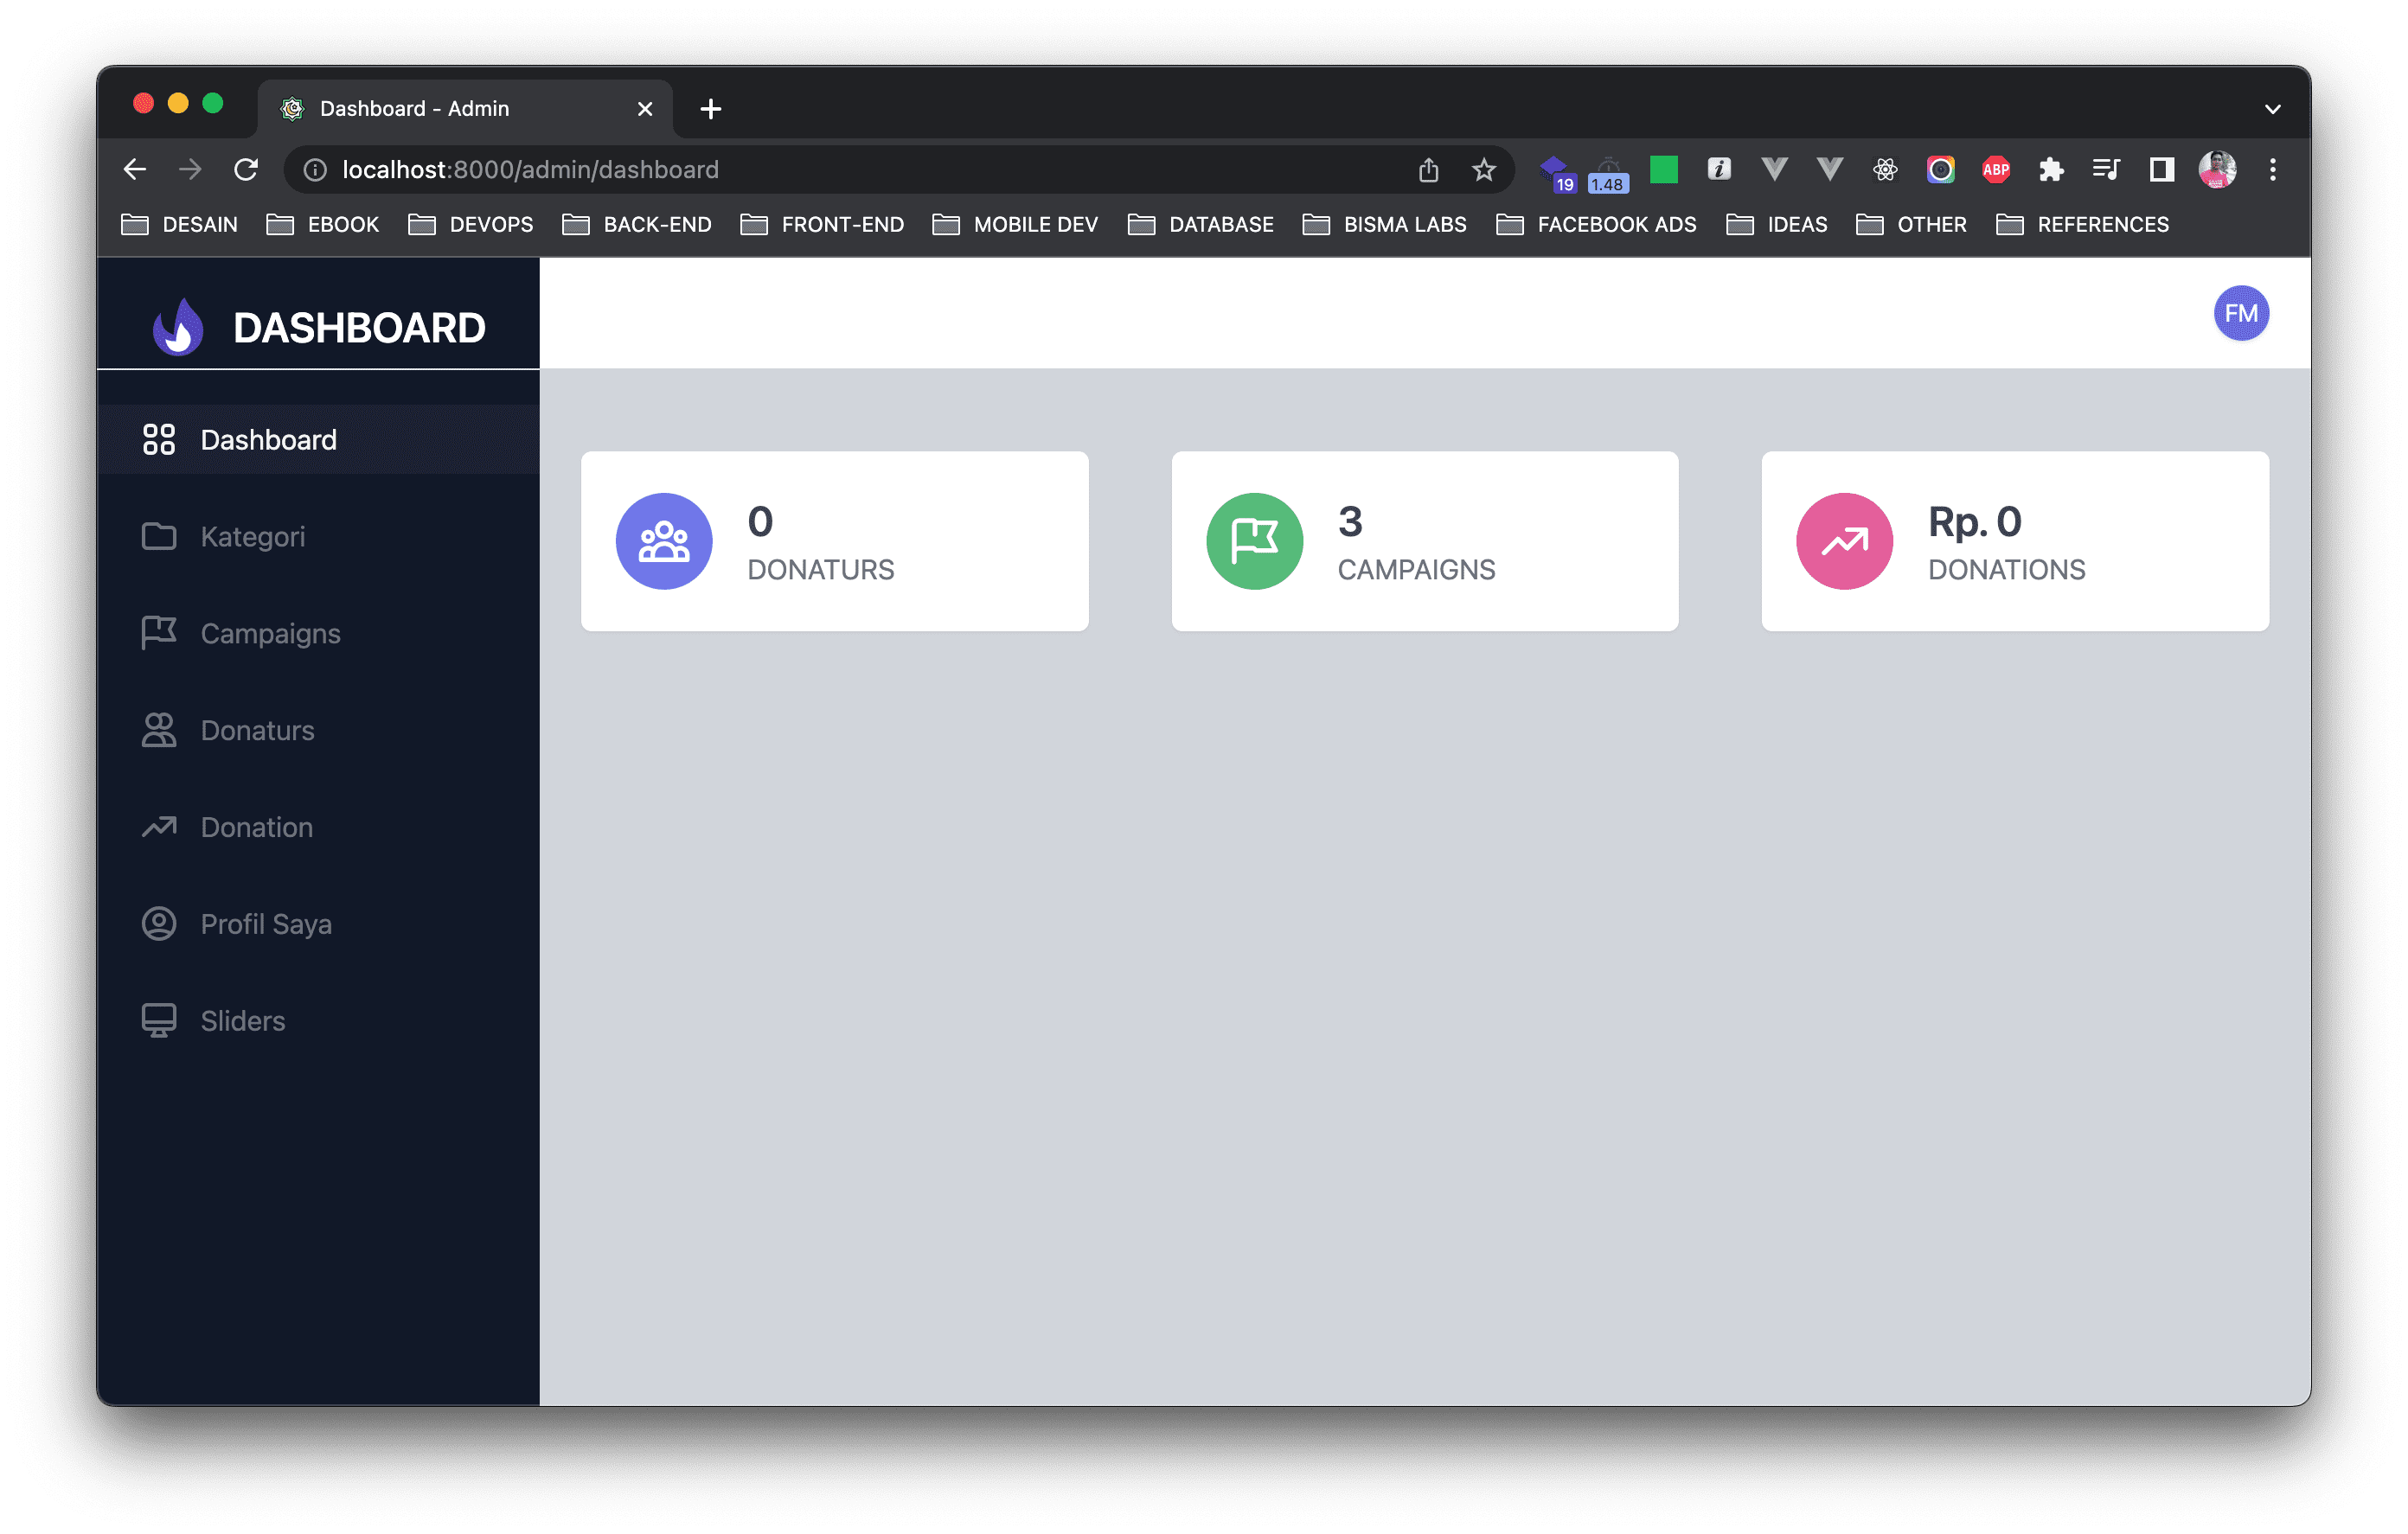 Dashboard - Admin
localhost:8000/admin/dashboard
19
1.48
ABP
DESAIN
EBOOK
DEVOPS
BACK-END
FRONT-END
MOBILE DEV
DATABASE
BISMA LABS
FACEBOOK ADS
IDEAS
OTHER
REFERENCES
DASHBOARD
FM
Dashboard
Kategori
Campaigns
Donaturs
Donation
Profil Saya
Sliders
0
DONATURS
3
CAMPAIGNS
Rp. 0
DONATIONS